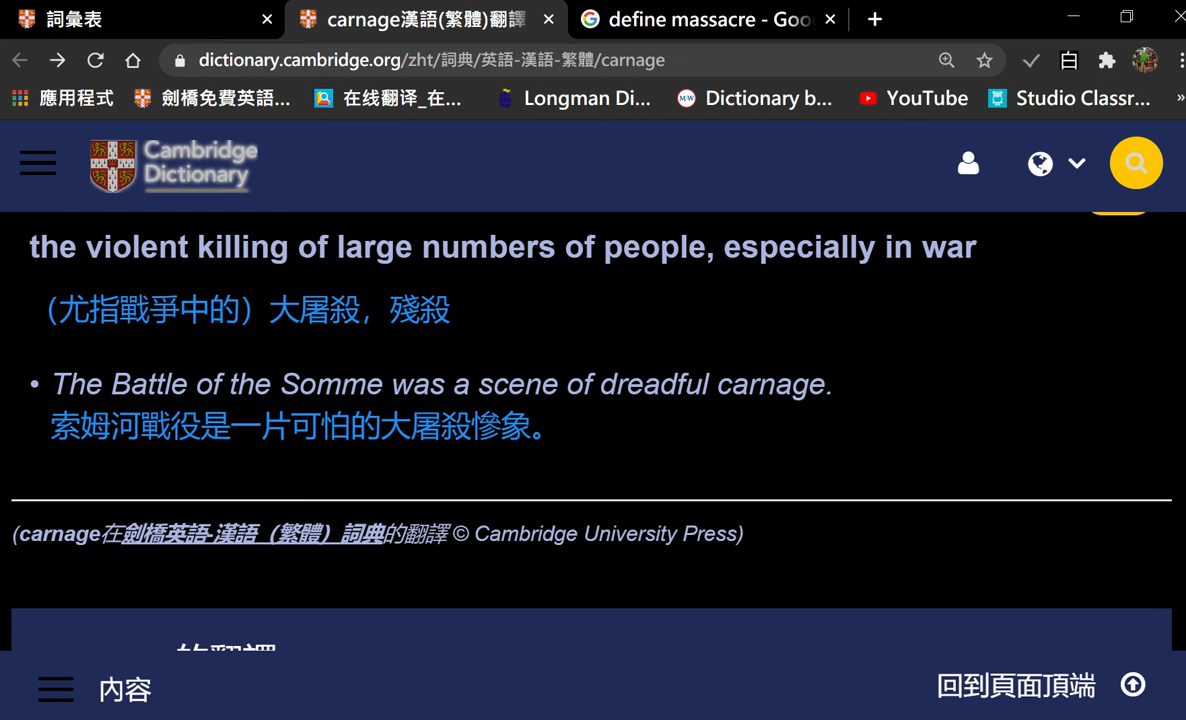 詞彙表
carnage漢語(繁體)翻譯
define massacre - Goo
dictionary.cambridge.org/zht/詞典/英語-漢語-繁體/carnage
白
應用程式
劍橋免費英語...
在线翻译_在...
Longman Di...
M-W
Dictionary b...
YouTube
Studio Classr...
»
Cambridge
Dictionary
the violent killing of large numbers of people, especially in war
（尤指戰爭中的）大屠殺，殘殺
• The Battle of the Somme was a scene of dreadful carnage.
索姆河戰役是一片可怕的大屠殺慘象。
(carnage在劍橋英語-漢語（繁體）詞典的翻譯 © Cambridge University Press)
的翻譯
內容
回到頁面頂端